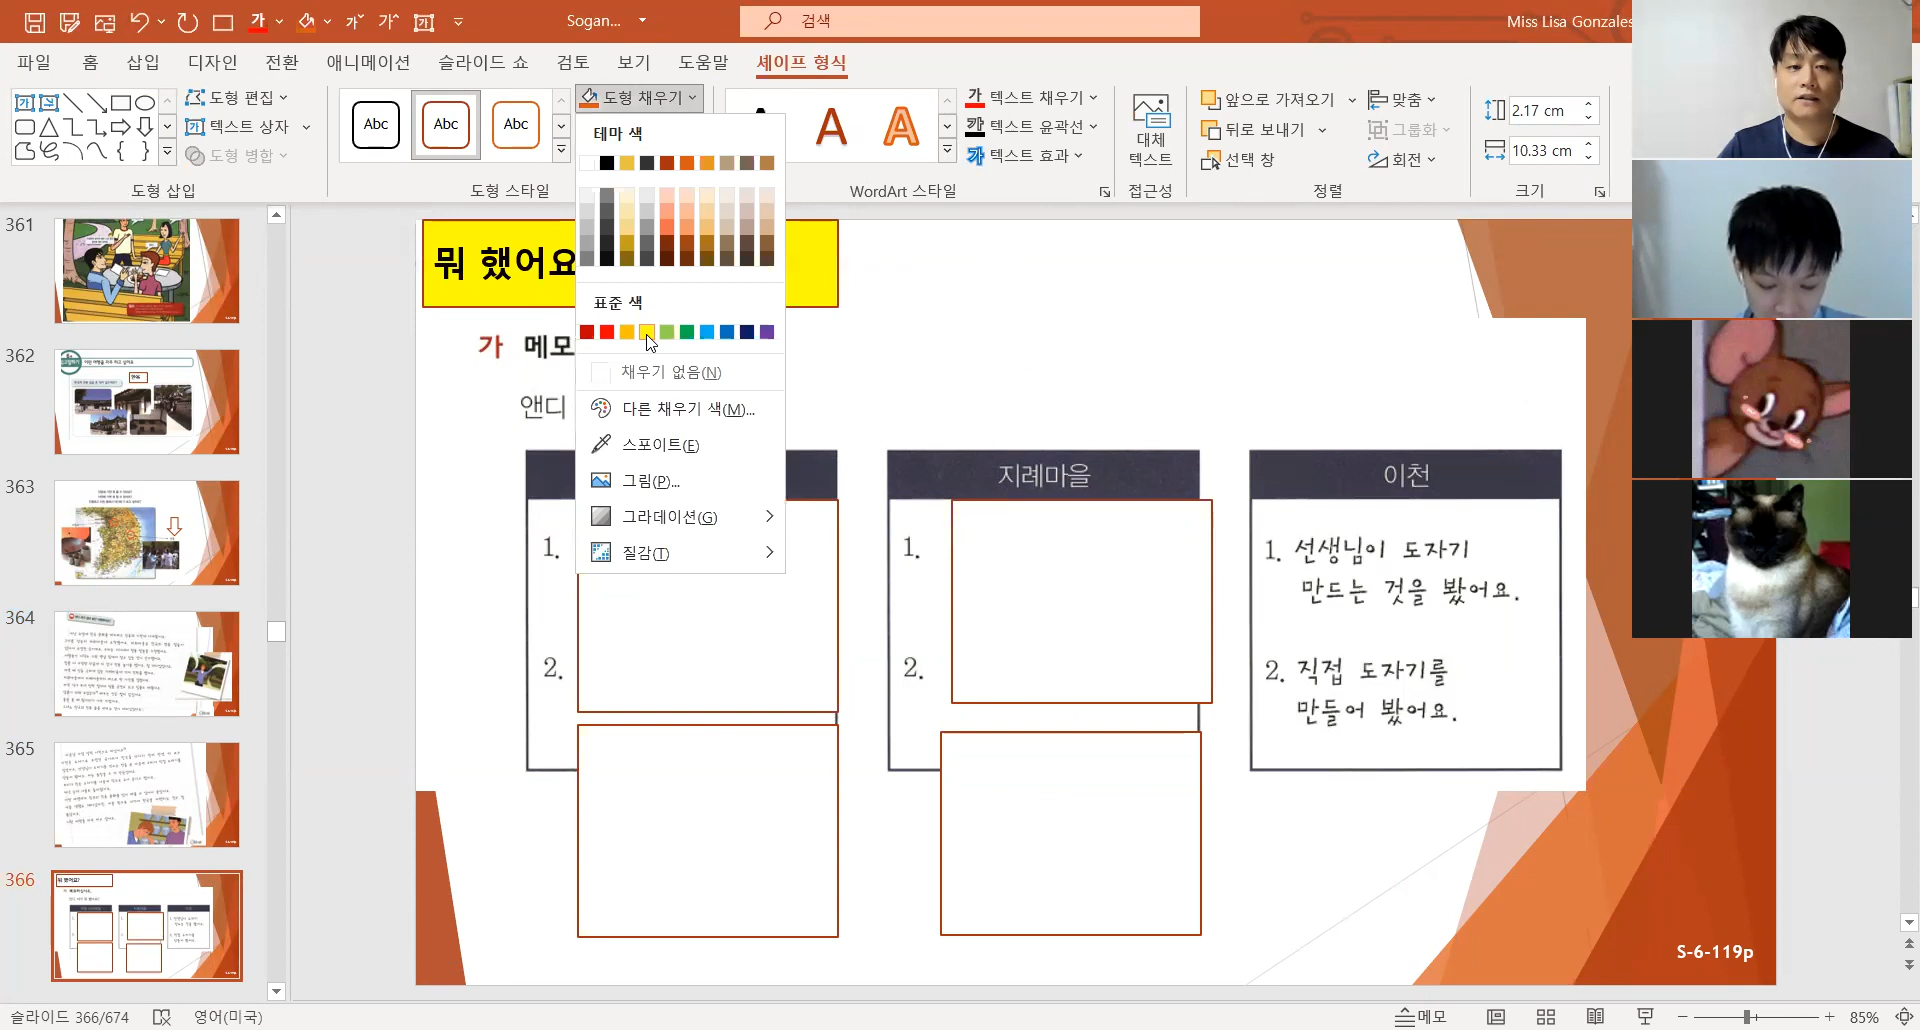 Sogan...
검색
Miss Lisa Gonzales
파일 홈 삽입 디자인 전환 애니메이션 슬라이드 쇼 검토 보기 도움말 셰이프 형식
도형 편집
텍스트 상자
도형 병합
도형 삽입
Abc Abc Abc
도형 스타일
도형 채우기
테마 색
표준 색
채우기 없음(N)
다른 채우기 색(M)...
스포이트(E)
그림(P)...
그라데이션(G)
질감(T)
텍스트 채우기
텍스트 윤곽선
텍스트 효과
WordArt 스타일
대체
텍스트
접근성
앞으로 가져오기
뒤로 보내기
선택 창
맞춤
그룹화
회전
정렬
2.17 cm
10.33 cm
크기
361
362
363
364
365
366
뭐 했어요
가 메모
앤디
1.
2.
지례마을
1.
2.
이천
1. 선생님이 도자기
만드는 것을 봤어요.
2. 직접 도자기를
만들어 봤어요.
S-6-119p
슬라이드 366/674
영어(미국)
메모
85%